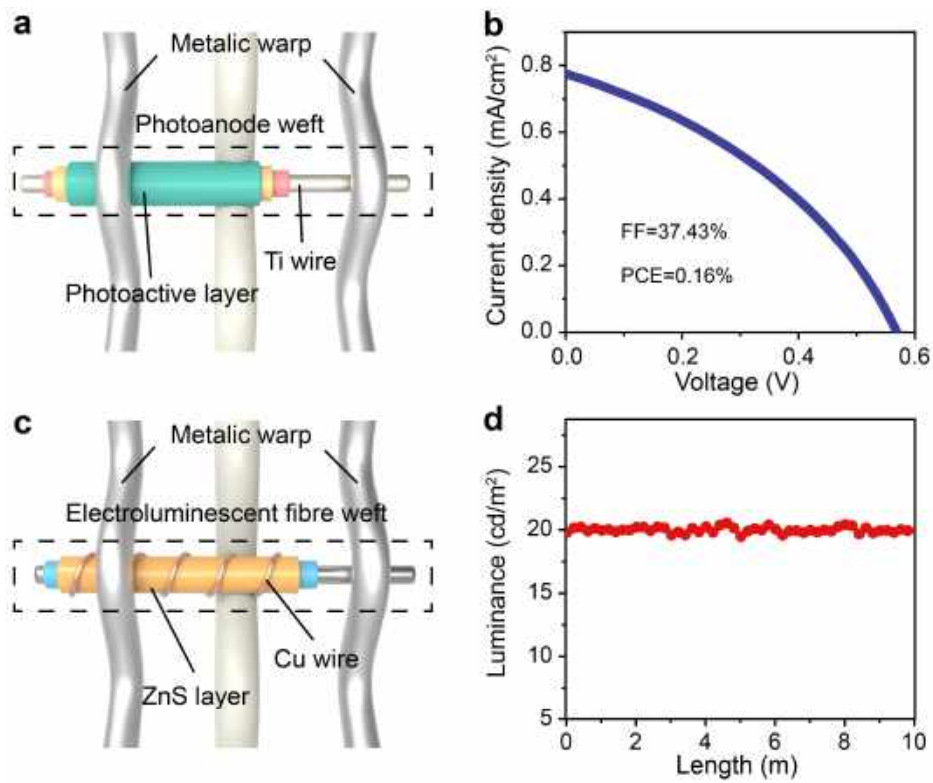 a
Metalic warp
Photoanode weft
Ti wire
Photoactive layer
b
Current density (mA/cm²)
0.8
0.6
0.4
0.2
0.0
FF=37.43%
PCE=0.16%
0.0 0.2 0.4 0.6
Voltage (V)
c
Metalic warp
Electroluminescent fibre weft
Cu wire
ZnS layer
d
Luminance (cd/m²)
25
20
15
10
5
0 2 4 6 8 10
Length (m)